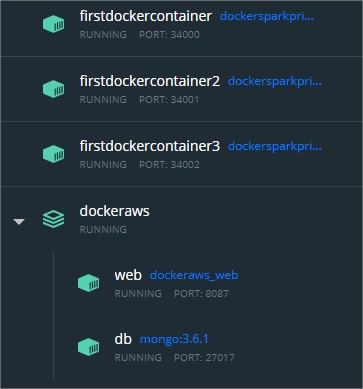 firstdockercontainer dockersparkpri...
RUNNING PORT: 34000
firstdockercontainer2 dockersparkpri...
RUNNING PORT: 34001
firstdockercontainer3 dockersparkpri...
RUNNING PORT: 34002
dockeraws
RUNNING
web dockeraws_web
RUNNING PORT: 8087
db mongo:3.6.1
RUNNING PORT: 27017